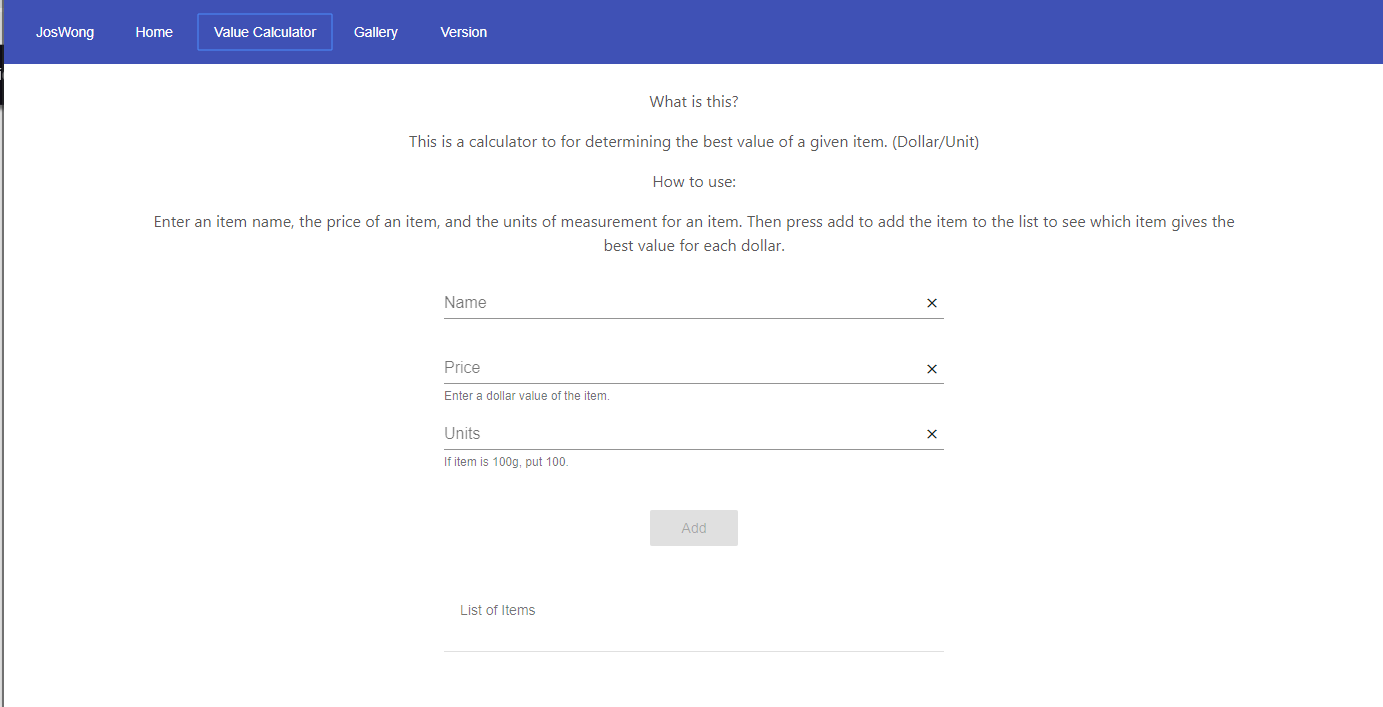 JosWong Home Value Calculator Gallery Version
What is this?
This is a calculator to for determining the best value of a given item. (Dollar/Unit)
How to use:
Enter an item name, the price of an item, and the units of measurement for an item. Then press add to add the item to the list to see which item gives the
best value for each dollar.
Name
Price
Enter a dollar value of the item.
Units
If item is 100g, put 100.
Add
List of Items